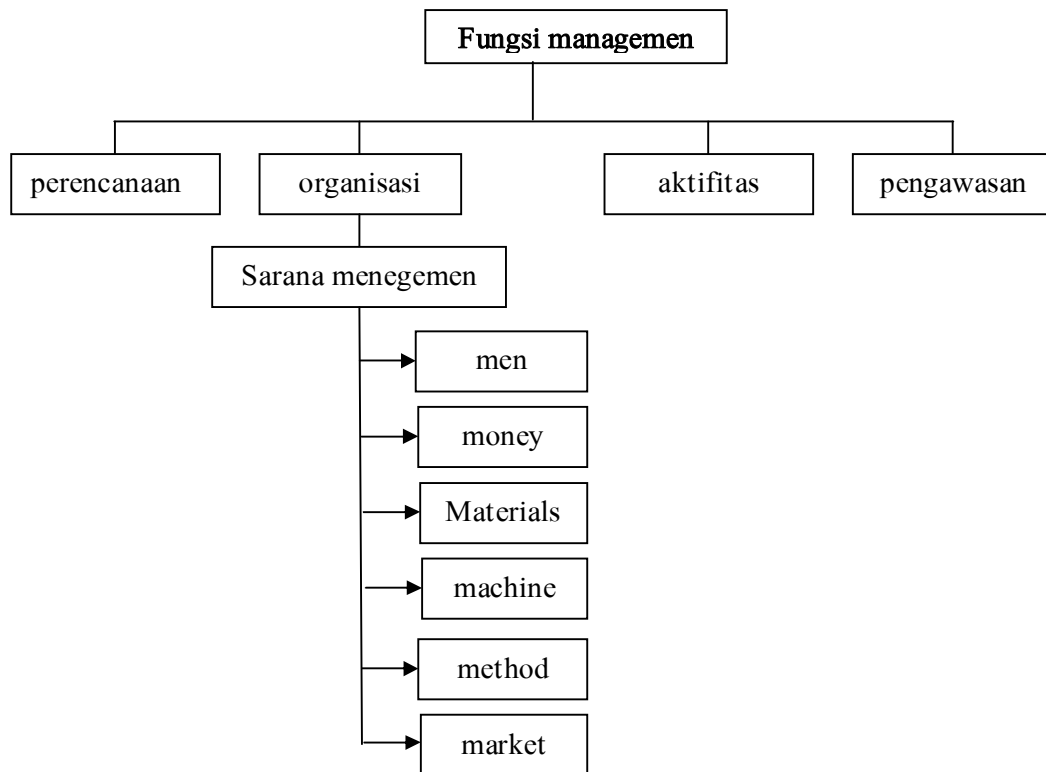 Fungsi managemen
perencanaan
organisasi
aktifitas
pengawasan
Sarana menegemen
men
money
Materials
machine
method
market